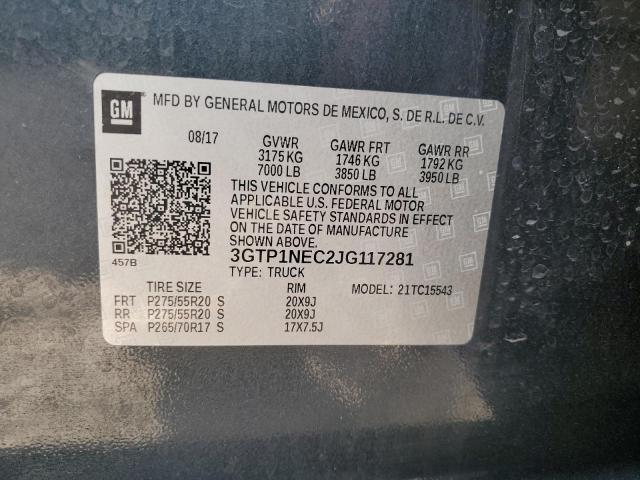 GM
MFD BY GENERAL MOTORS DE MEXICO, S. DE R.L. DE C.V.
08/17 GVWR GAWR FRT GAWR RR
3175 KG 1746 KG 1792 KG
7000 LB 3850 LB 3950 LB
THIS VEHICLE CONFORMS TO ALL
APPLICABLE U.S. FEDERAL MOTOR
VEHICLE SAFETY STANDARDS IN EFFECT
ON THE DATE OF MANUFACTURE
SHOWN ABOVE.
457B 3GTP1NEC2JG117281
TYPE: TRUCK
TIRE SIZE RIM MODEL: 21TC15543
FRT P275/55R20 S 20X9J
RR P275/55R20 S 20X9J
SPA P265/70R17 S 17X7.5J